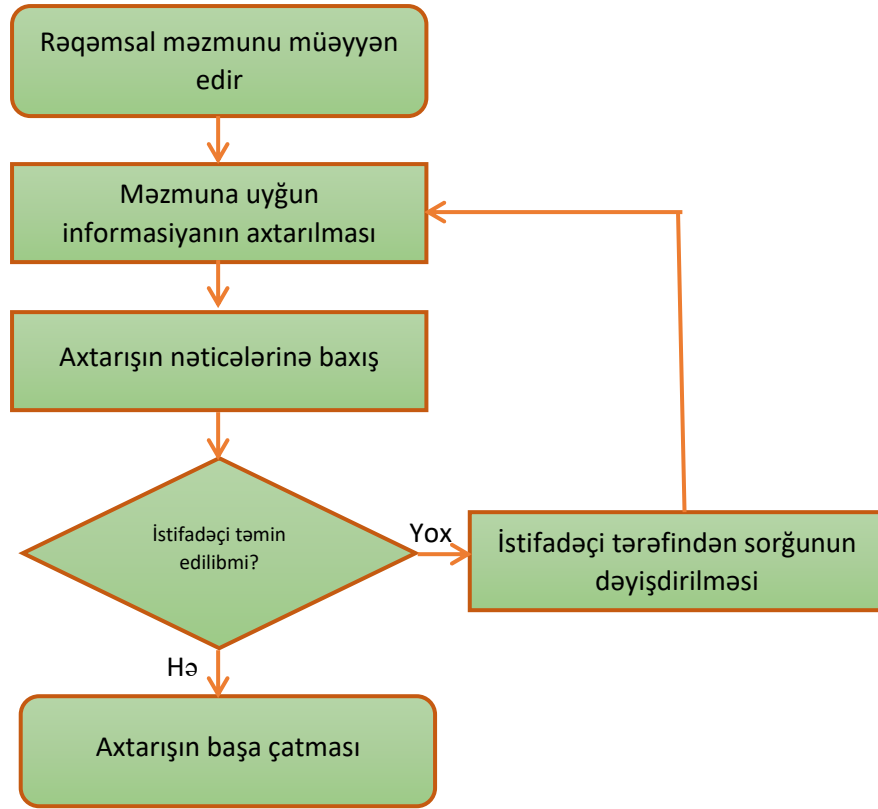 Rəqəmsal məzmunu müəyyən
edir
Məzmuna uyğun
informasiyanın axtarılması
Axtarışın nəticələrinə baxış
İstifadəçi təmin
edilibmi?
Yox
İstifadəçi tərəfindən sorğunun
dəyişdirilməsi
Hə
Axtarışın başa çatması